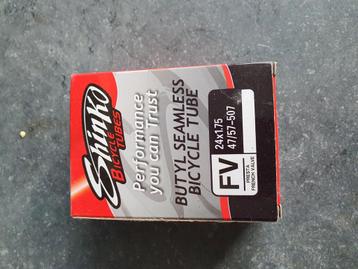 Shinko
BICYCLE TUBES
Performance
you can Trust
BUTYL SEAMLESS
BICYCLE TUBE
FV
PRESTA
FRENCH VALVE
24x1.75
47/57-507